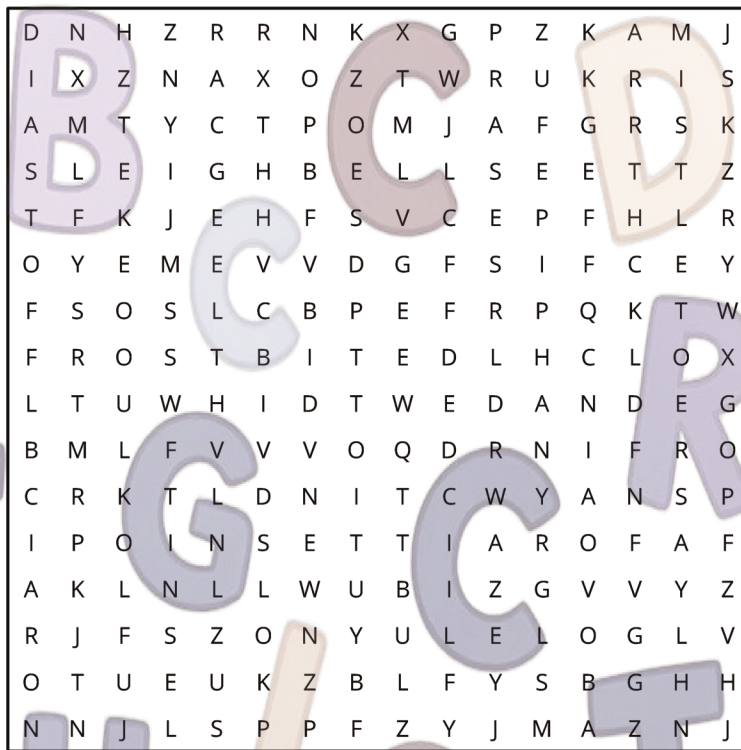 D N H Z R R N K X G P Z K A M J
I X Z N A X O Z T W R U K R I S
A M T Y C T P O M J A F G R S K
S L E I G H B E L L S E E T T Z
T F K J E H F S V C E P F H L R
O Y E M E V V D G F S I F C E Y
F S O S L C B P E F R P Q K T W
F R O S T B I T E D L H C L O X
L T U W H I D T W E D A N D E G
B M L F V V V O Q D R N I F R O
C R K T L D N I T C W Y A N S P
I P O I N S E T T I A R O F A F
A K L N L L W U B I Z G V V Y Z
R J F S Z O N Y U L E L O G L V
O T U E U K Z B L F Y S B G H H
N N J L S P P F Z Y J M A Z N J